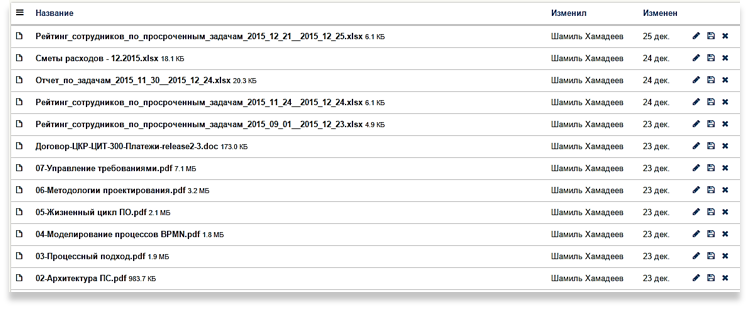 Название Изменил Изменен
Рейтинг_сотрудников_по_просроченным_задачам_2015_12_21__2015_12_25.xlsx 6.1 КБ Шамиль Хамадеев 25 дек.
Сметы расходов - 12.2015.xlsx 18.1 КБ Шамиль Хамадеев 24 дек.
Отчет_по_задачам_2015_11_30__2015_12_24.xlsx 20.3 КБ Шамиль Хамадеев 24 дек.
Рейтинг_сотрудников_по_просроченным_задачам_2015_11_24__2015_12_24.xlsx 6.1 КБ Шамиль Хамадеев 24 дек.
Рейтинг_сотрудников_по_просроченным_задачам_2015_09_01__2015_12_23.xlsx 4.9 КБ Шамиль Хамадеев 23 дек.
Договор-ЦКР-ЦИТ-300-Платежи-release2-3.doc 173.0 КБ Шамиль Хамадеев 23 дек.
07-Управление требованиями.pdf 7.1 МБ Шамиль Хамадеев 23 дек.
06-Методологии проектирования.pdf 3.2 МБ Шамиль Хамадеев 23 дек.
05-Жизненный цикл ПО.pdf 2.1 МБ Шамиль Хамадеев 23 дек.
04-Моделирование процессов BPMN.pdf 1.8 МБ Шамиль Хамадеев 23 дек.
03-Процессный подход.pdf 1.9 МБ Шамиль Хамадеев 23 дек.
02-Архитектура ПС.pdf 983.7 КБ Шамиль Хамадеев 23 дек.